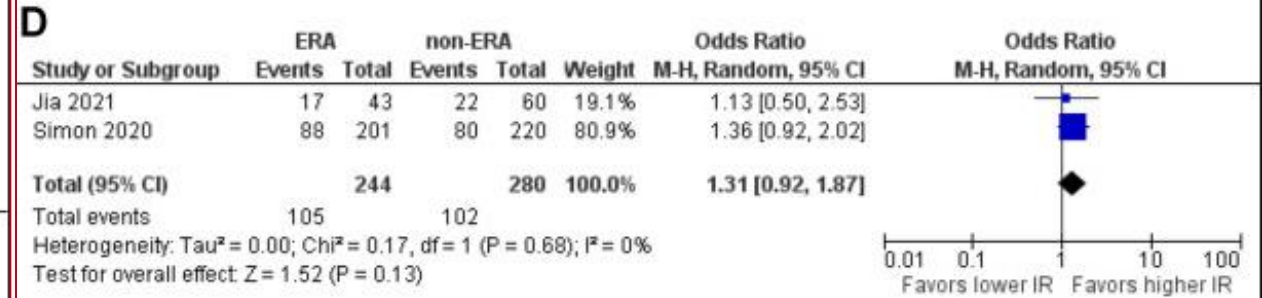 D
ERA non-ERA Odds Ratio Odds Ratio
Study or Subgroup Events Total Events Total Weight M-H, Random, 95% CI M-H, Random, 95% CI
Jia 2021 17 43 22 60 19.1% 1.13 [0.50, 2.53]
Simon 2020 88 201 80 220 80.9% 1.36 [0.92, 2.02]
Total (95% CI) 244 280 100.0% 1.31 [0.92, 1.87]
Total events 105 102
Heterogeneity: Tau² = 0.00; Chi² = 0.17, df = 1 (P = 0.68); I² = 0%
Test for overall effect: Z = 1.52 (P = 0.13)
0.01 0.1 1 10 100
Favors lower IR Favors higher IR